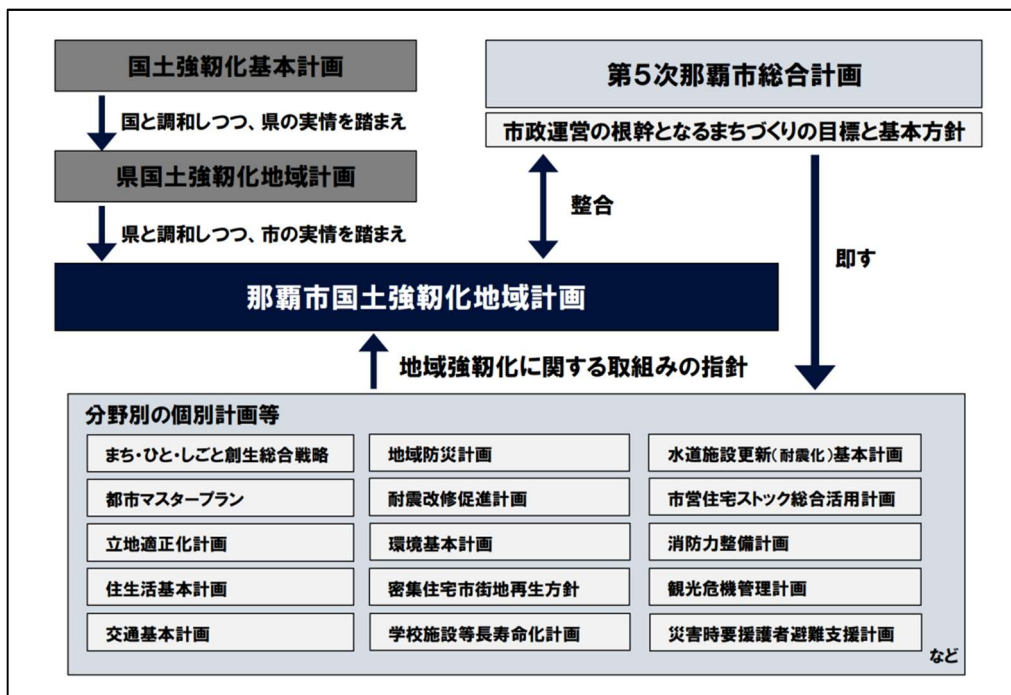 国土強靭化基本計画
国と調和しつつ、県の実情を踏まえ
県国土強靭化地域計画
県と調和しつつ、市の実情を踏まえ
第5次那覇市総合計画
市政運営の根幹となるまちづくりの目標と基本方針
整合
即す
那覇市国土強靭化地域計画
地域強靭化に関する取組みの指針
分野別の個別計画等
まち・ひと・しごと創生総合戦略
都市マスタープラン
立地適正化計画
住生活基本計画
交通基本計画
地域防災計画
耐震改修促進計画
環境基本計画
密集住宅市街地再生方針
学校施設等長寿命化計画
水道施設更新(耐震化)基本計画
市営住宅ストック総合活用計画
消防力整備計画
観光危機管理計画
災害時要援護者避難支援計画
など